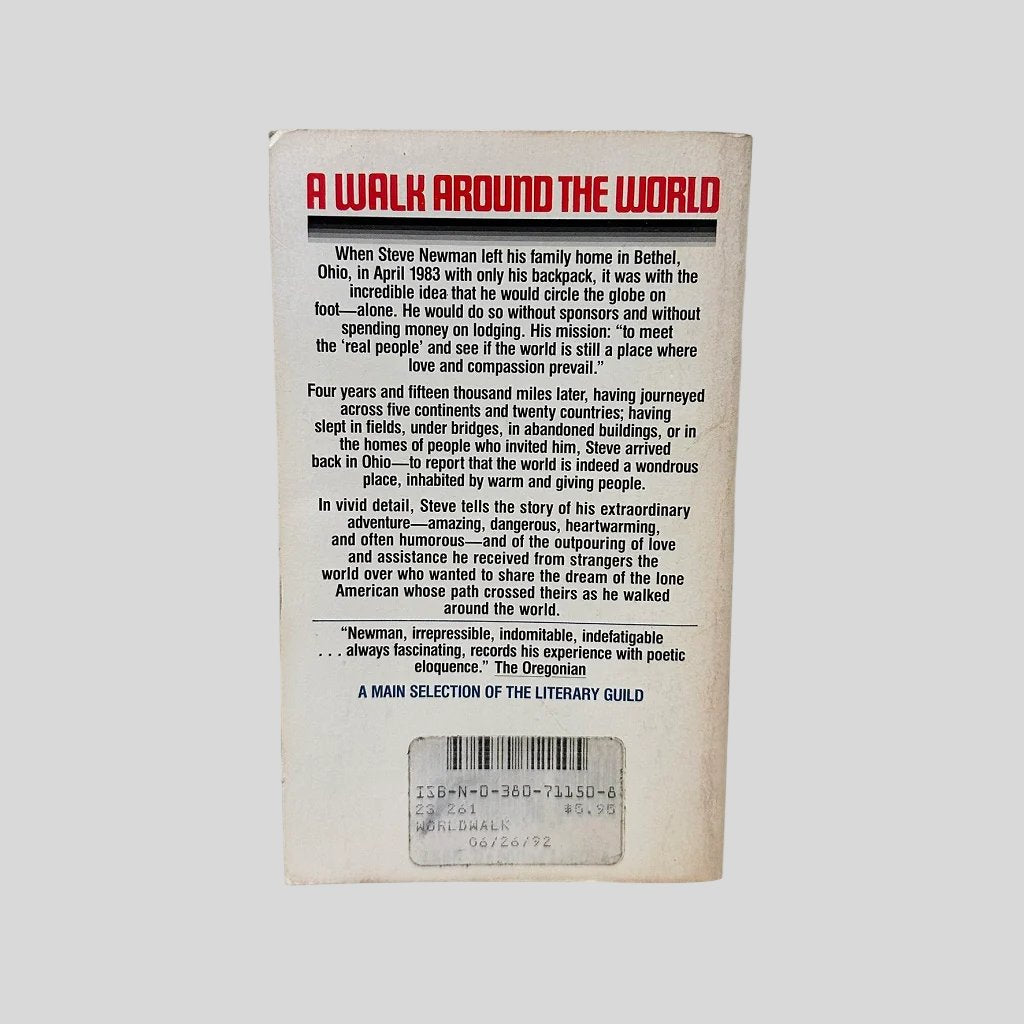 A WALK AROUND THE WORLD
When Steve Newman left his family home in Bethel,
Ohio, in April 1983 with only his backpack, it was with the
incredible idea that he would circle the globe on
foot—alone. He would do so without sponsors and without
spending money on lodging. His mission: “to meet
the ‘real people’ and see if the world is still a place where
love and compassion prevail.”
Four years and fifteen thousand miles later, having journeyed
across five continents and twenty countries; having
slept in fields, under bridges, in abandoned buildings, or in
the homes of people who invited him, Steve arrived
back in Ohio—to report that the world is indeed a wondrous
place, inhabited by warm and giving people.
In vivid detail, Steve tells the story of his extraordinary
adventure—amazing, dangerous, heartwarming,
and often humorous—and of the outpouring of love
and assistance he received from strangers the
world over who wanted to share the dream of the lone
American whose path crossed theirs as he walked
around the world.
“Newman, irrepressible, indomitable, indefatigable
. . . always fascinating, records his experience with poetic
eloquence.” The Oregonian
A MAIN SELECTION OF THE LITERARY GUILD
ISB-N-0-380-71150-8
23 261 $5.95
WORLDWALK
06/26/92